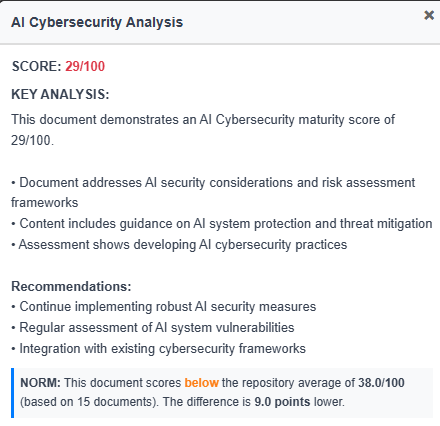 AI Cybersecurity Analysis
×
SCORE: 29/100
KEY ANALYSIS:
This document demonstrates an AI Cybersecurity maturity score of
29/100.
• Document addresses AI security considerations and risk assessment
frameworks
• Content includes guidance on AI system protection and threat mitigation
• Assessment shows developing AI cybersecurity practices
Recommendations:
• Continue implementing robust AI security measures
• Regular assessment of AI system vulnerabilities
• Integration with existing cybersecurity frameworks
NORM: This document scores below the repository average of 38.0/100
(based on 15 documents). The difference is 9.0 points lower.